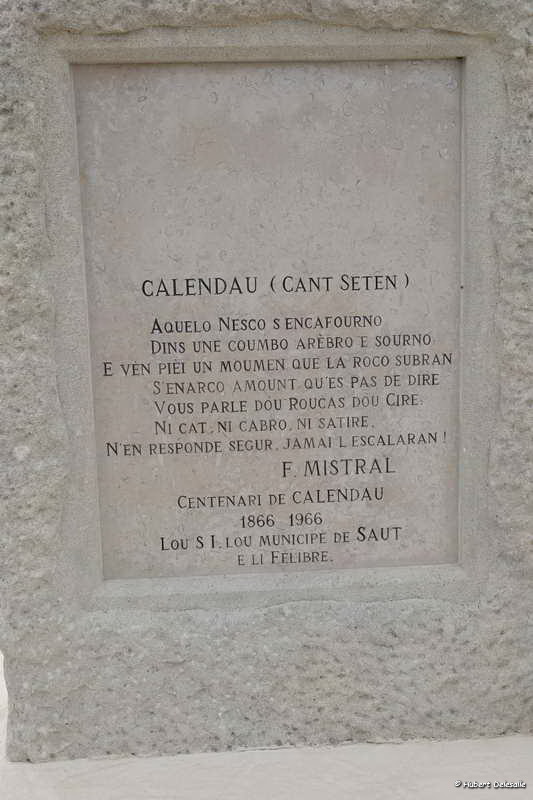 CALENDAU (CANT SETEN)
AQUELO NESCO S'ENCAFOURNO
DINS UNE COUMBO ARÈBRO E SOURNO
E VÈN PIÈI UN MOUMEN QUE LA ROCO SUBRAN
S'ENARCO AMOUNT QU'ES PAS DE DIRE
VOUS PARLE DÓU ROUCAS DÓU CIRE:
NI CAT, NI CABRO, NI SATIRE,
N'EN RESPONDE SEGUR, JAMAI L'ESCALARAN!
F. MISTRAL
CENTENARI DE CALENDAU
1866 1966
LOU S I. LOU MUNICIPE DE SAUT
E LI FÉLIBRE.
© Hubert Delesalle